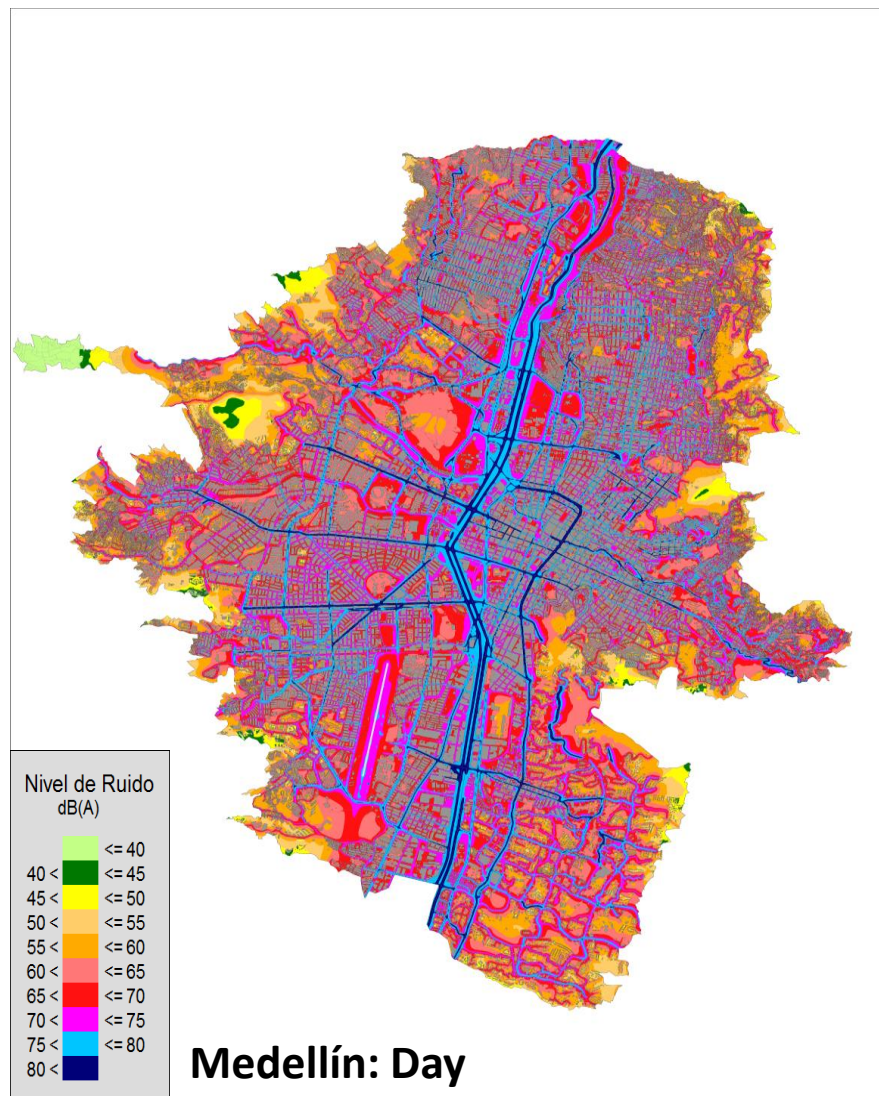 Nivel de Ruido
dB(A)
<= 40
40 < <= 45
45 < <= 50
50 < <= 55
55 < <= 60
60 < <= 65
65 < <= 70
70 < <= 75
75 < <= 80
80 <
Medellín: Day